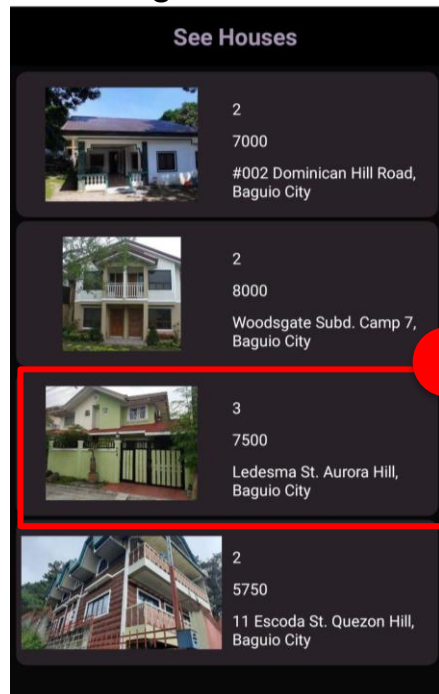 See Houses
2
7000
#002 Dominican Hill Road,
Baguio City
2
8000
Woodsgate Subd. Camp 7,
Baguio City
3
7500
Ledesma St. Aurora Hill,
Baguio City
2
5750
11 Escoda St. Quezon Hill,
Baguio City